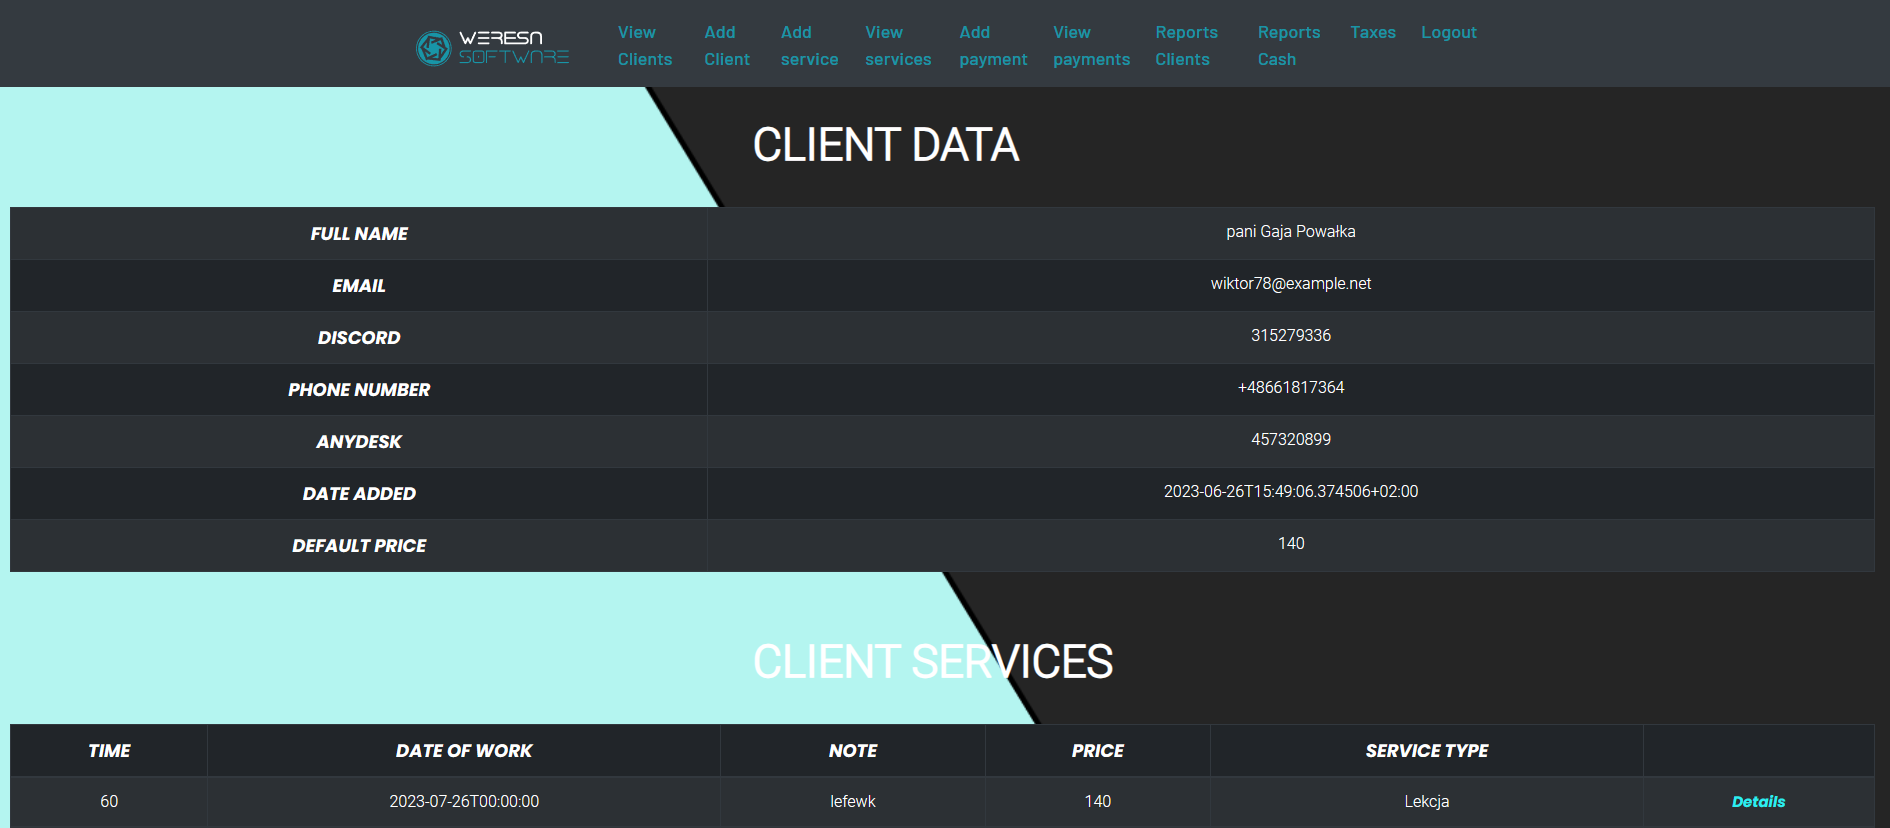 WERESA SOFTWARE
View Clients
Add Client
Add service
View services
Add payment
View payments
Reports Clients
Reports Cash
Taxes
Logout
CLIENT DATA
FULL NAME pani Gaja Powałka
EMAIL wiktor78@example.net
DISCORD 315279336
PHONE NUMBER +48661817364
ANYDESK 457320899
DATE ADDED 2023-06-26T15:49:06.374506+02:00
DEFAULT PRICE 140
CLIENT SERVICES
TIME DATE OF WORK NOTE PRICE SERVICE TYPE
60 2023-07-26T00:00:00 lefewk 140 Lekcja Details